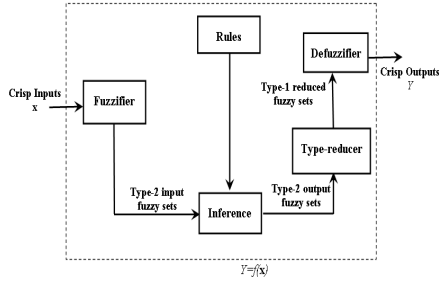 Rules
Defuzzifier
Crisp Outputs
Y
Crisp Inputs
x
Fuzzifier
Type-1 reduced
fuzzy sets
Type-reducer
Type-2 input
fuzzy sets
Inference
Type-2 output
fuzzy sets
Y=f(x)